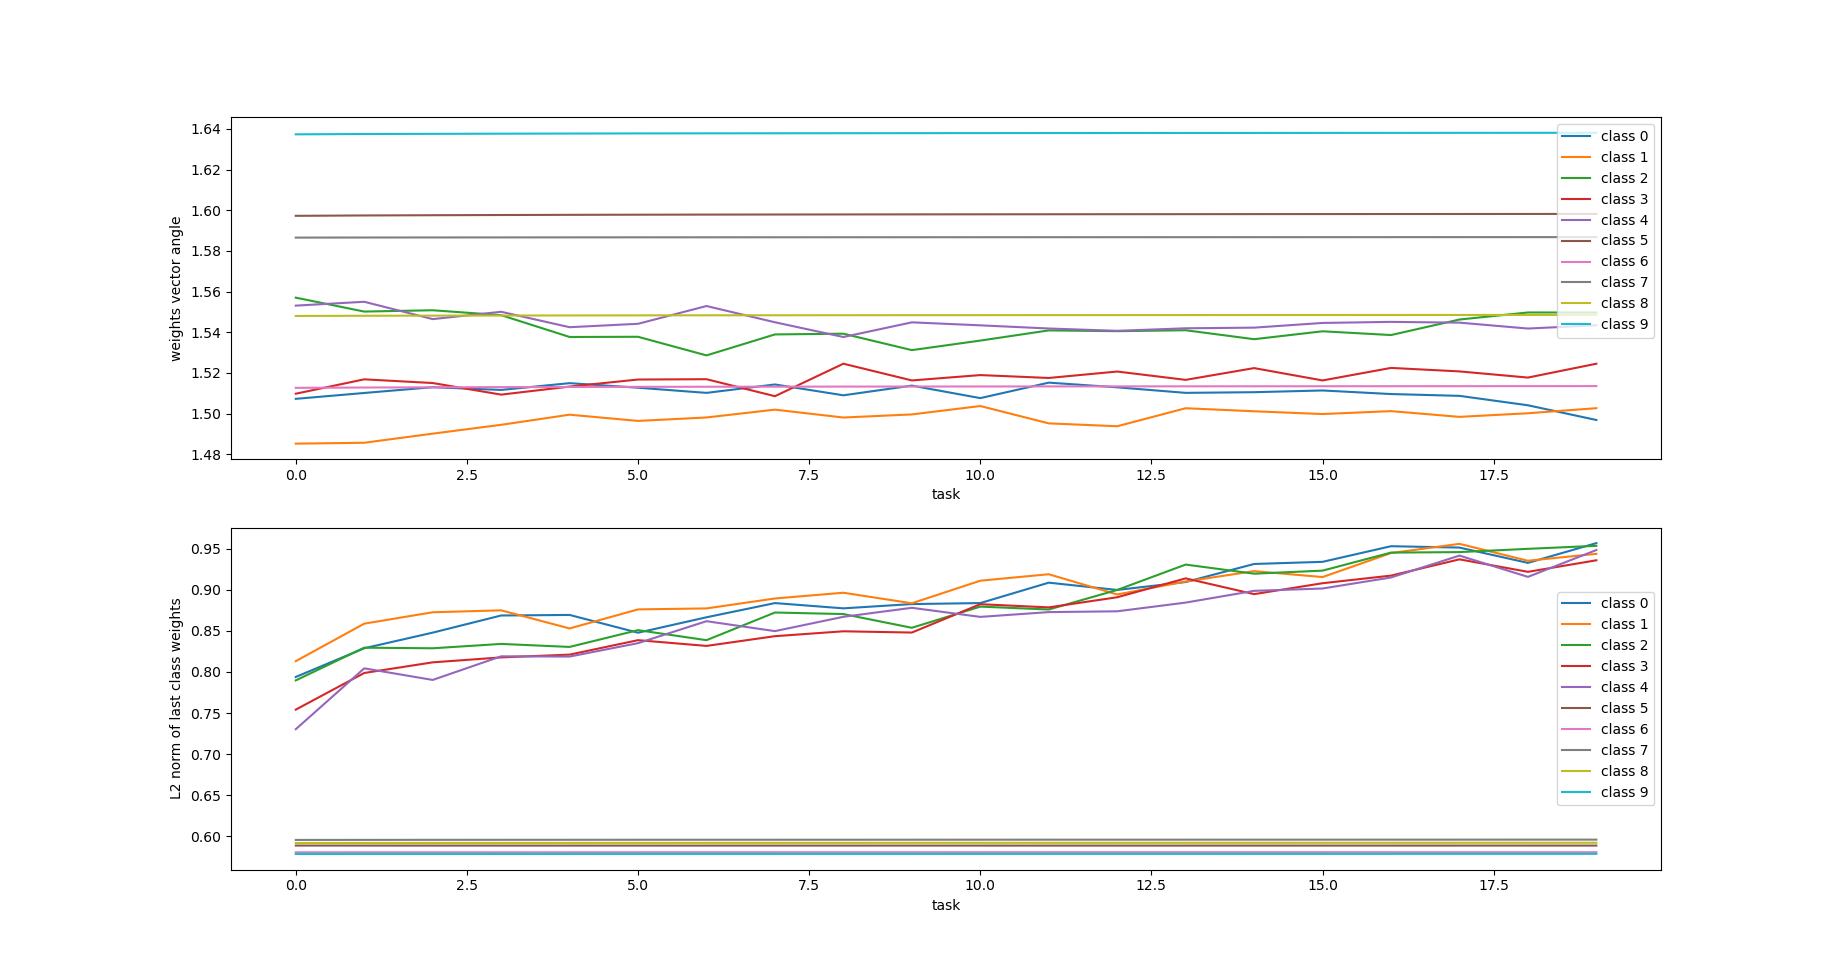 1.64
1.62
1.60
1.58
1.56
1.54
1.52
1.50
1.48
weights vector angle
0.0 2.5 5.0 7.5 10.0 12.5 15.0 17.5
task
class 0
class 1
class 2
class 3
class 4
class 5
class 6
class 7
class 8
class 9
0.95
0.90
0.85
0.80
0.75
0.70
0.65
0.60
L2 norm of last class weights
0.0 2.5 5.0 7.5 10.0 12.5 15.0 17.5
task
class 0
class 1
class 2
class 3
class 4
class 5
class 6
class 7
class 8
class 9